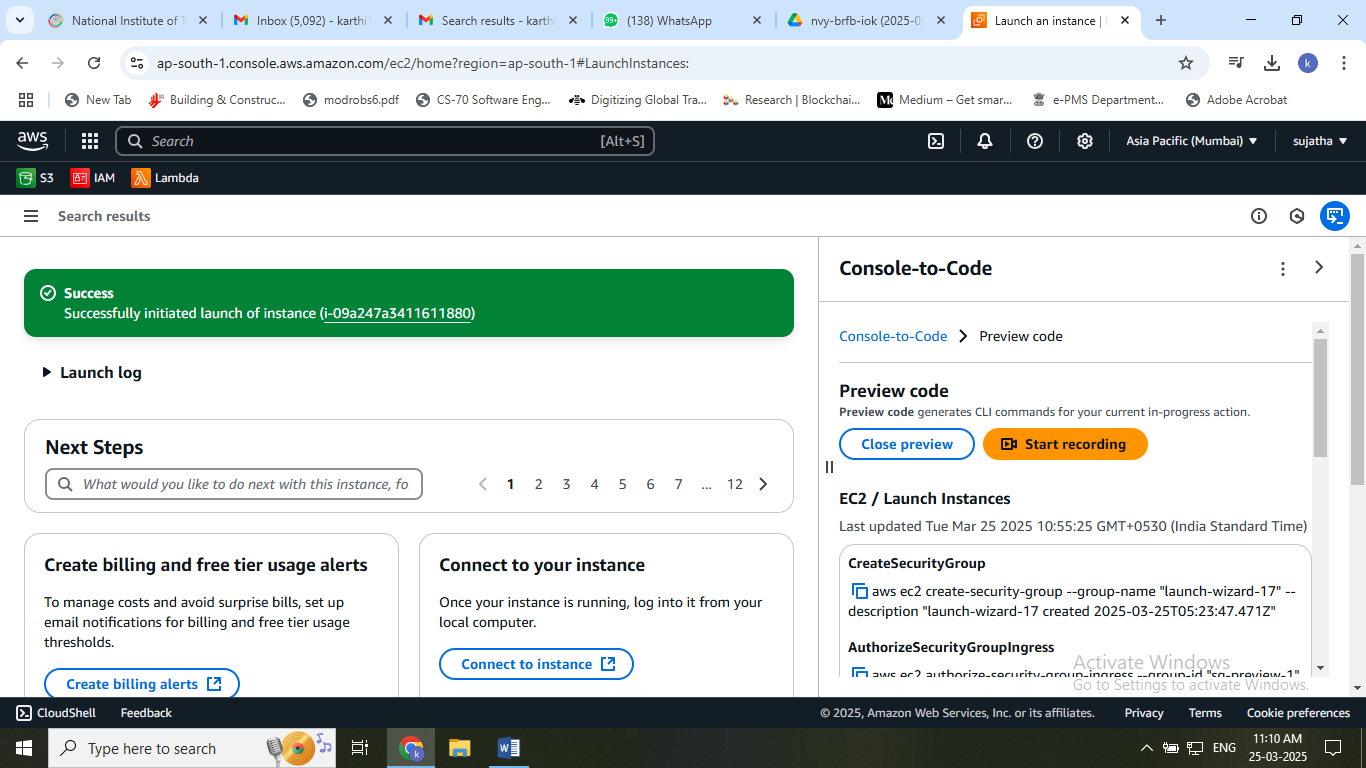 National Institute of T
Inbox (5,092) - karthi
Search results - karthi
(138) WhatsApp
nvy-brfb-iok (2025-0
Launch an instance | E
ap-south-1.console.aws.amazon.com/ec2/home?region=ap-south-1#LaunchInstances:
k
New Tab
Building & Construc...
modrobs6.pdf
CS-70 Software Eng...
Digitizing Global Tra...
Research | Blockchai...
Medium – Get smar...
e-PMS Department...
Adobe Acrobat
aws
Search
[Alt+S]
Asia Pacific (Mumbai)
sujatha
S3
IAM
Lambda
Search results
Success
Successfully initiated launch of instance (i-09a247a3411611880)
Launch log
Next Steps
What would you like to do next with this instance, fo
1 2 3 4 5 6 7 ... 12
Create billing and free tier usage alerts
To manage costs and avoid surprise bills, set up
email notifications for billing and free tier usage
thresholds.
Create billing alerts
Connect to your instance
Once your instance is running, log into it from your
local computer.
Connect to instance
Console-to-Code
Console-to-Code
Preview code
Preview code
Preview code generates CLI commands for your current in-progress action.
Close preview
Start recording
EC2 / Launch Instances
Last updated Tue Mar 25 2025 10:55:25 GMT+0530 (India Standard Time)
CreateSecurityGroup
aws ec2 create-security-group --group-name "launch-wizard-17" --
description "launch-wizard-17 created 2025-03-25T05:23:47.471Z"
AuthorizeSecurityGroupIngress
aws ec2 authorize-security-group-ingress --group-id "sg-preview-1"
Activate Windows
Go to Settings to activate Windows.
CloudShell
Feedback
© 2025, Amazon Web Services, Inc. or its affiliates.
Privacy
Terms
Cookie preferences
Type here to search
ENG
11:10 AM
25-03-2025